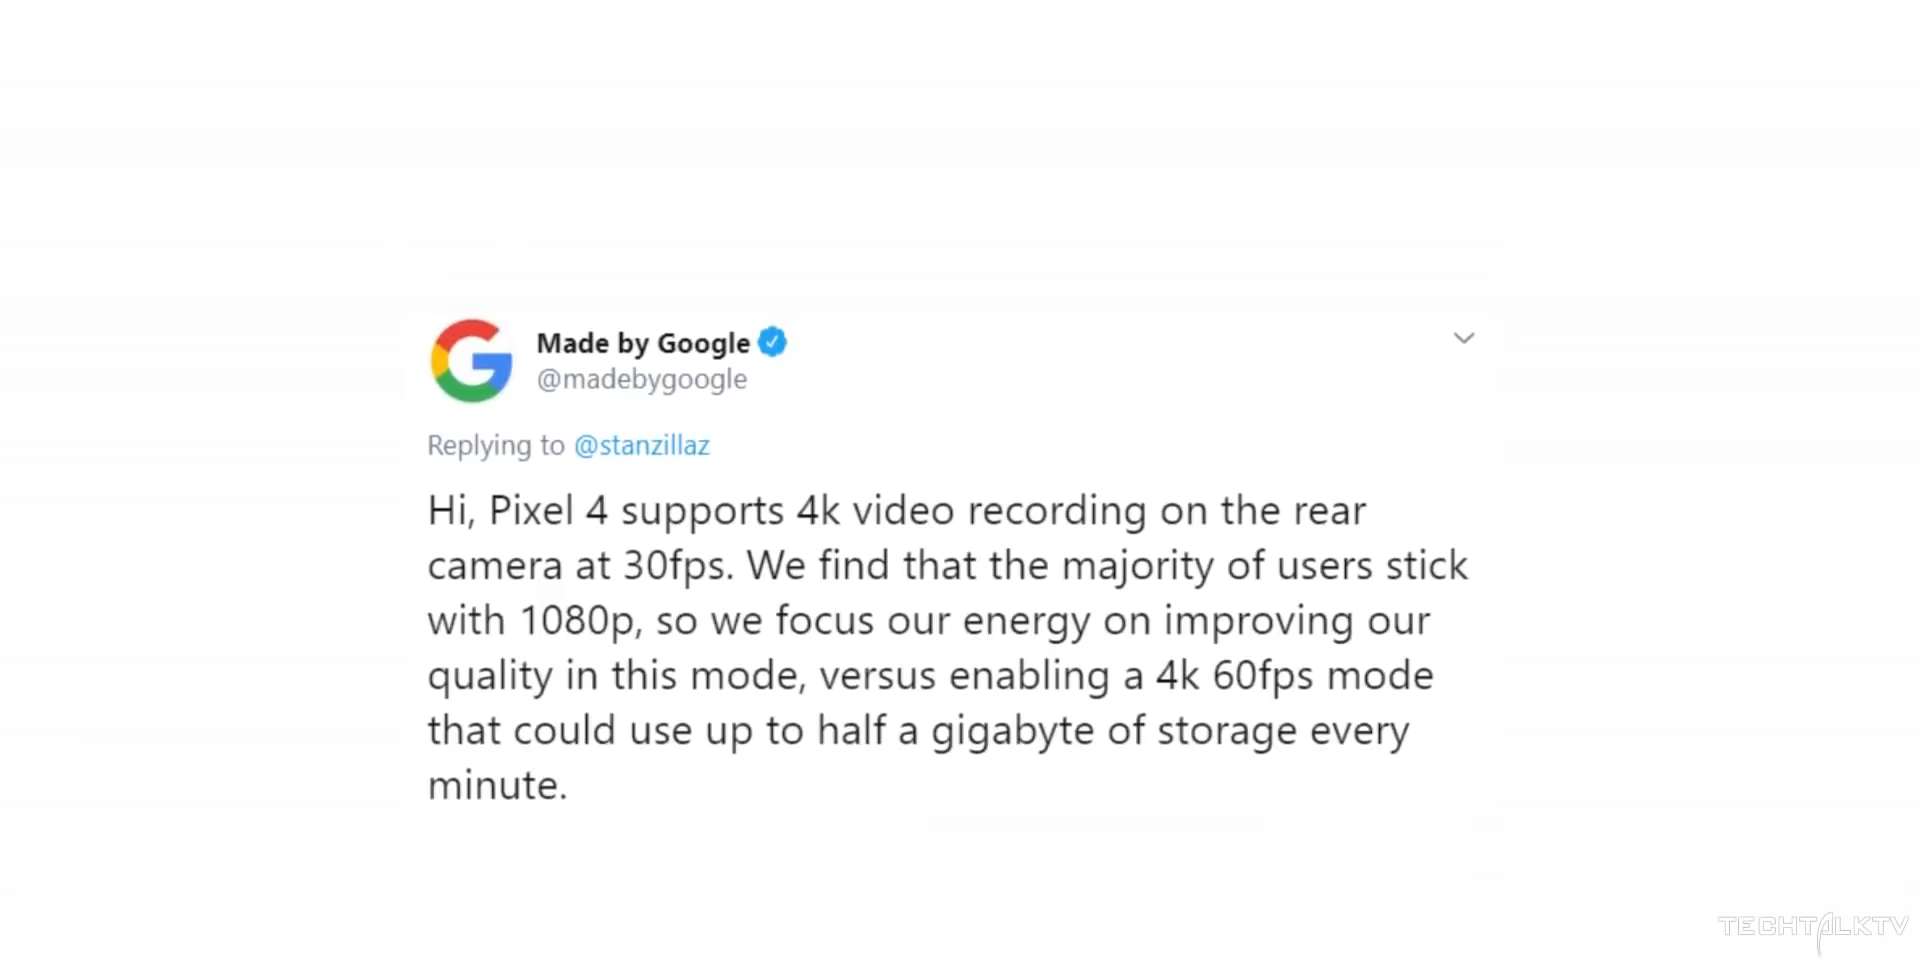 Made by Google
@madebygoogle
Replying to @stanzillaz
Hi, Pixel 4 supports 4k video recording on the rear
camera at 30fps. We find that the majority of users stick
with 1080p, so we focus our energy on improving our
quality in this mode, versus enabling a 4k 60fps mode
that could use up to half a gigabyte of storage every
minute.
TECHTALKTV